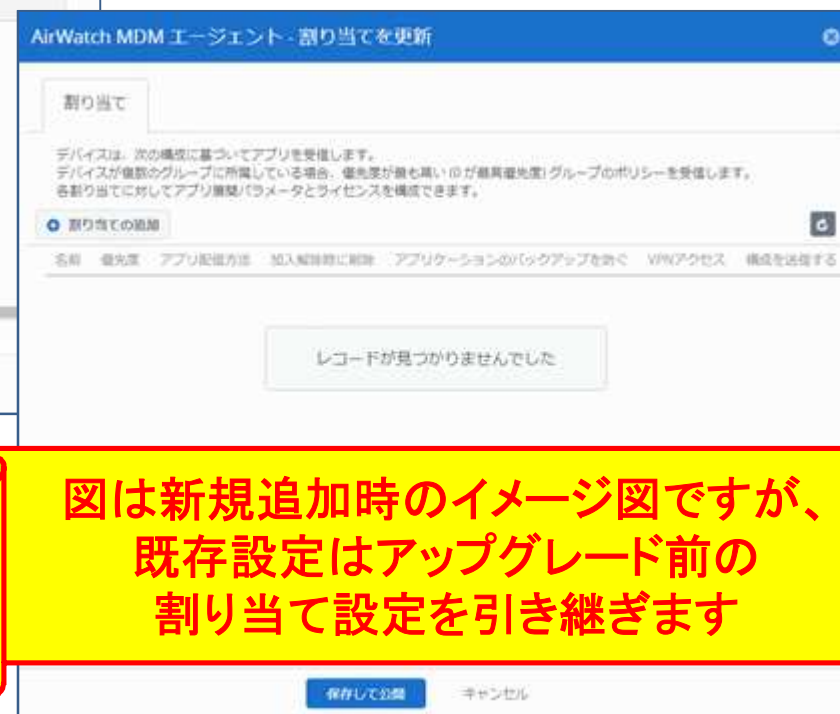 AirWatch MDM エージェント - 割り当てを更新
割り当て
デバイスは、次の構成に基づいてアプリを受信します。
デバイスが複数のグループに所属している場合、優先度が最も高い (0 が最高優先度) グループのポリシーを受信します。
各割り当てに対してアプリ展開パラメータとライセンスを構成できます。
割り当ての追加
名前 優先度 アプリ配信方法 加入解除時に削除 アプリケーションのバックアップを防ぐ VPNアクセス 構成を送信する
レコードが見つかりませんでした
図は新規追加時のイメージ図ですが、
既存設定はアップグレード前の
割り当て設定を引き継ぎます
保存して公開 キャンセル